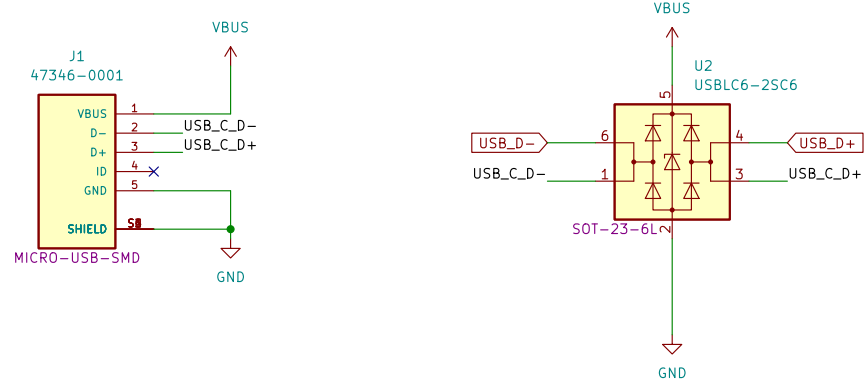 J1
47346-0001
VBUS
VBUS 1
D- 2
USB_C_D-
D+ 3
USB_C_D+
ID 4
GND 5
SHIELD
MICRO-USB-SMD
GND
VBUS
U2
USBLC6-2SC6
5
USB_D- 6
4 USB_D+
USB_C_D- 1
3 USB_C_D+
SOT-23-6L
2
GND